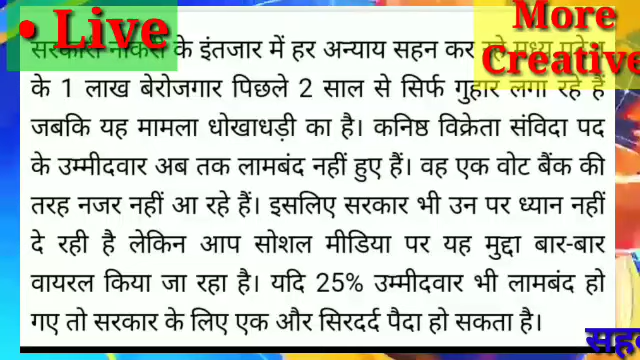 • Live
More
Creative
सरकारी नौकरी के इंतजार में हर अन्याय सहन कर रहे मध्य प्रदेश
के 1 लाख बेरोजगार पिछले 2 साल से सिर्फ गुहार लगा रहे हैं
जबकि यह मामला धोखाधड़ी का है। कनिष्ठ विक्रेता संविदा पद
के उम्मीदवार अब तक लामबंद नहीं हुए हैं। वह एक वोट बैंक की
तरह नजर नहीं आ रहे हैं। इसलिए सरकार भी उन पर ध्यान नहीं
दे रही है लेकिन आप सोशल मीडिया पर यह मुद्दा बार-बार
वायरल किया जा रहा है। यदि 25% उम्मीदवार भी लामबंद हो
गए तो सरकार के लिए एक और सिरदर्द पैदा हो सकता है।